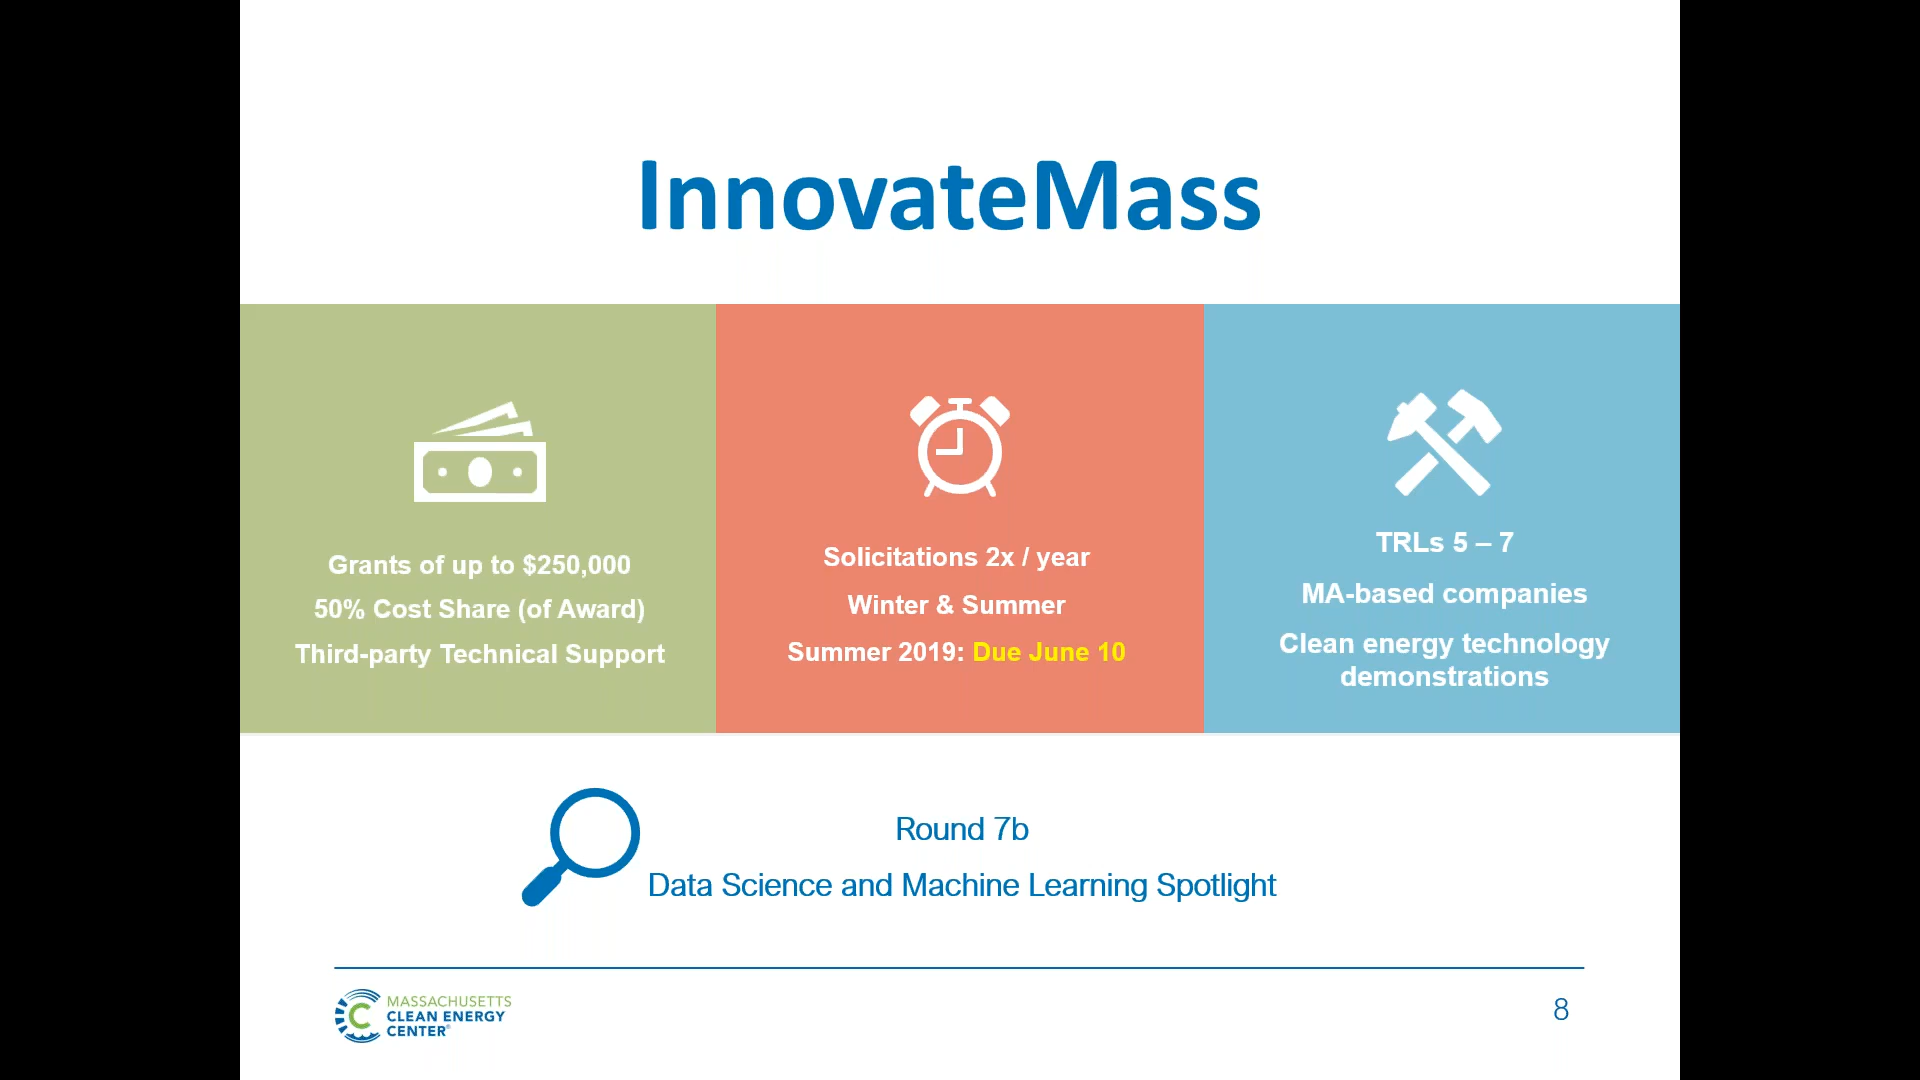 InnovateMass
Grants of up to $250,000
50% Cost Share (of Award)
Third-party Technical Support
Solicitations 2x / year
Winter & Summer
Summer 2019: Due June 10
TRLs 5 – 7
MA-based companies
Clean energy technology
demonstrations
Round 7b
Data Science and Machine Learning Spotlight
MASSACHUSETTS
CLEAN ENERGY
CENTER®
8